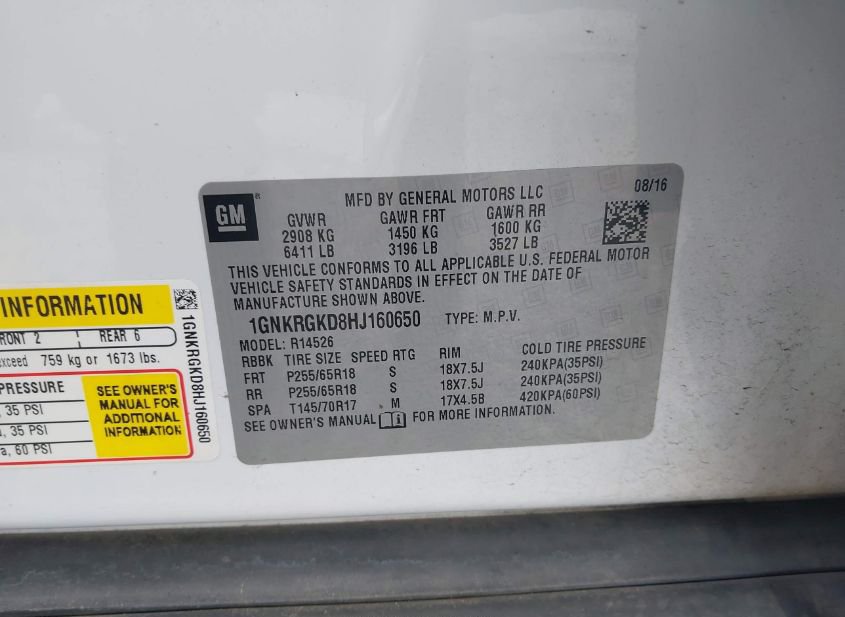 GM
®
MFD BY GENERAL MOTORS LLC
08/16
GVWR GAWR FRT GAWR RR
2908 KG 1450 KG 1600 KG
6411 LB 3196 LB 3527 LB
THIS VEHICLE CONFORMS TO ALL APPLICABLE U.S. FEDERAL MOTOR
VEHICLE SAFETY STANDARDS IN EFFECT ON THE DATE OF
MANUFACTURE SHOWN ABOVE.
1GNKRGKD8HJ160650 TYPE: M.P.V.
MODEL: R14526
RBBK TIRE SIZE SPEED RTG RIM COLD TIRE PRESSURE
FRT P255/65R18 S 18X7.5J 240KPA(35PSI)
RR P255/65R18 S 18X7.5J 240KPA(35PSI)
SPA T145/70R17 M 17X4.5B 420KPA(60PSI)
SEE OWNER'S MANUAL FOR MORE INFORMATION.
INFORMATION
RONT 2 REAR 6
exceed 759 kg or 1673 lbs.
PRESSURE
, 35 PSI
a, 35 PSI
a, 60 PSI
SEE OWNER'S
MANUAL FOR
ADDITIONAL
INFORMATION
1GNKRGKD8HJ160650